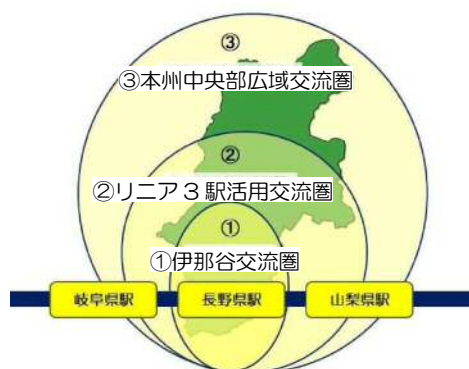 ③
③本州中央部広域交流圏
②
②リニア3駅活用交流圏
①
①伊那谷交流圏
岐阜県駅 長野県駅 山梨県駅